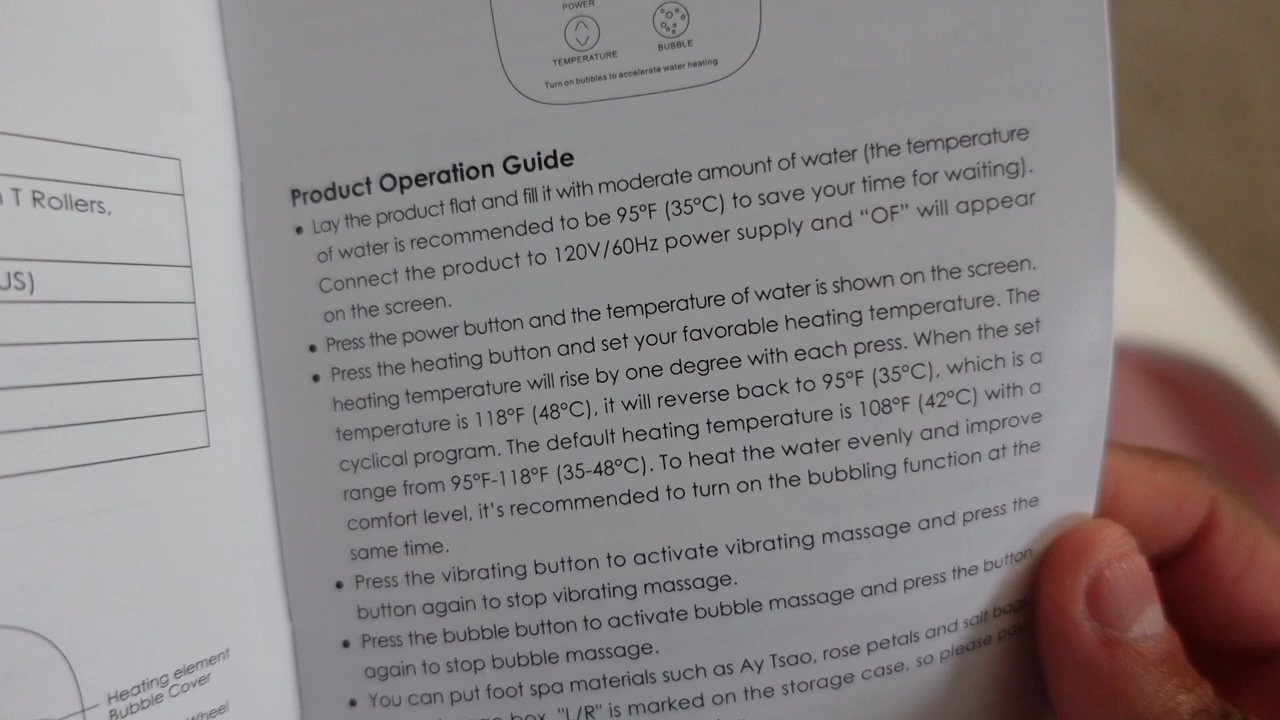 T Rollers,
US)
Heating element
Bubble Cover
Wheel
POWER
TEMPERATURE
BUBBLE
Turn on bubbles to accelerate water heating
Product Operation Guide
• Lay the product flat and fill it with moderate amount of water (the temperature
of water is recommended to be 95°F (35°C) to save your time for waiting).
Connect the product to 120V/60Hz power supply and “OF” will appear
on the screen.
• Press the power button and the temperature of water is shown on the screen.
• Press the heating button and set your favorable heating temperature. The
heating temperature will rise by one degree with each press. When the set
temperature is 118°F (48°C), it will reverse back to 95°F (35°C), which is a
cyclical program. The default heating temperature is 108°F (42°C) with a
range from 95°F-118°F (35-48°C). To heat the water evenly and improve
comfort level, it's recommended to turn on the bubbling function at the
same time.
• Press the vibrating button to activate vibrating massage and press the
button again to stop vibrating massage.
• Press the bubble button to activate bubble massage and press the button
again to stop bubble massage.
• You can put foot spa materials such as Ay Tsao, rose petals and salt bags
box. "L/R" is marked on the storage case, so please